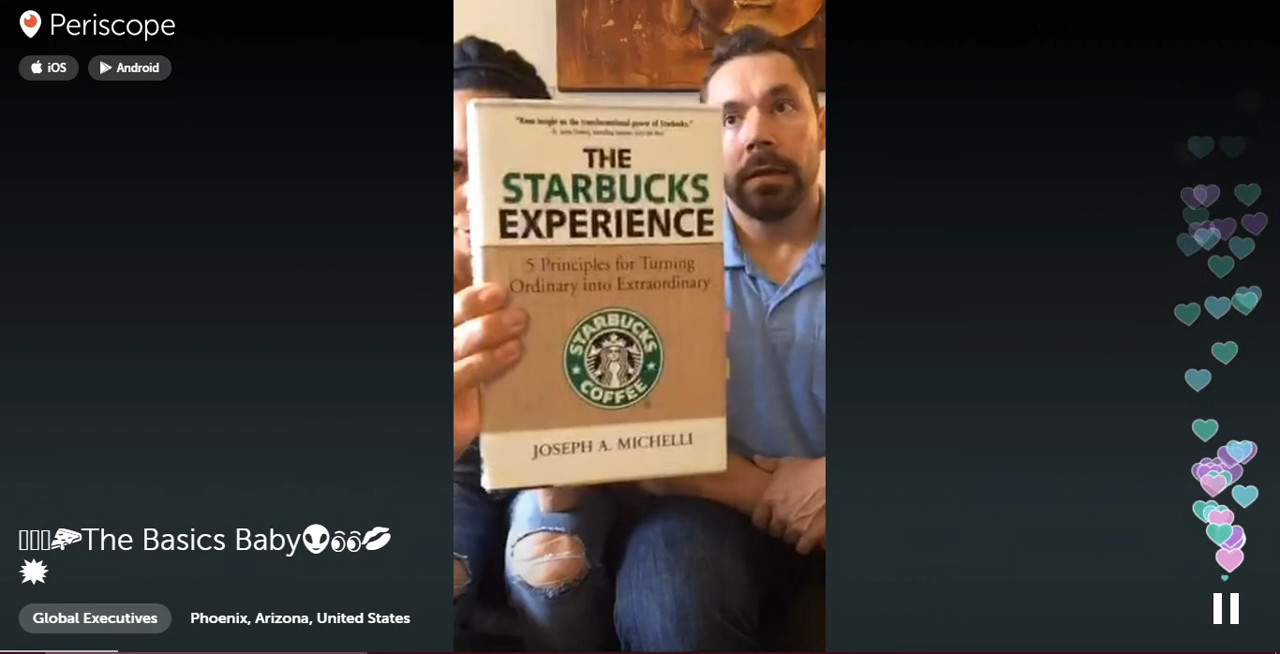 Periscope
iOS
Android
"Keen insight on the transformational power of Starbucks."
THE
STARBUCKS
EXPERIENCE
5 Principles for Turning
Ordinary into Extraordinary
STARBUCKS
COFFEE
JOSEPH A. MICHELLI
The Basics Baby
Global Executives
Phoenix, Arizona, United States